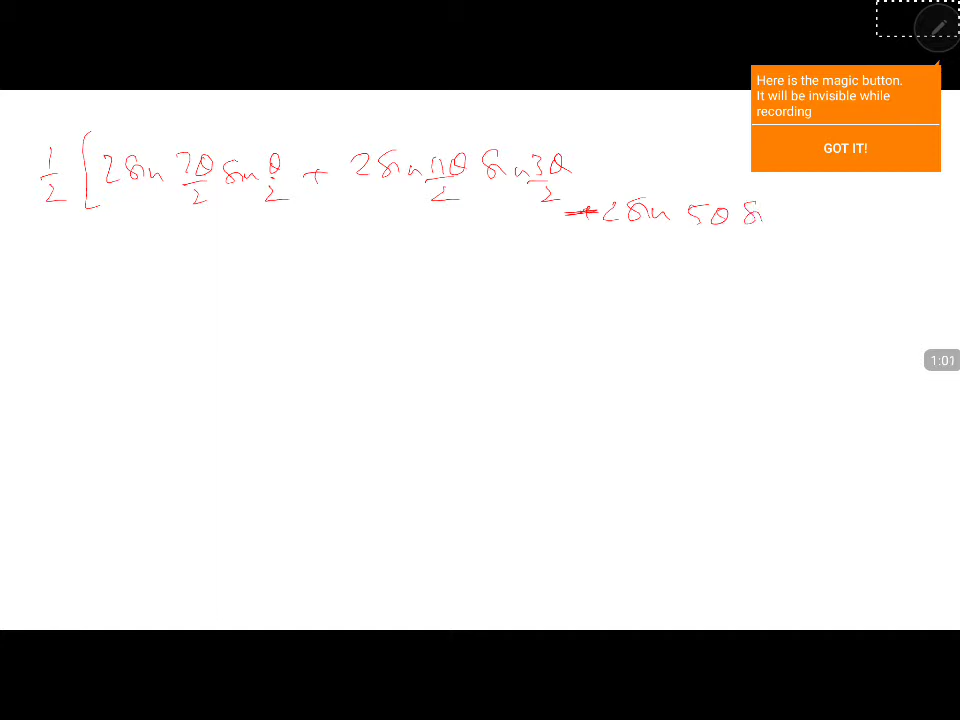 Here is the magic button.
It will be invisible while
recording
GOT IT!
1/2 [2 sin 7θ/2 sin θ/2 + 2 sin 11θ/2 sin 3θ/2
+ 2 sin 5θ si
1:01